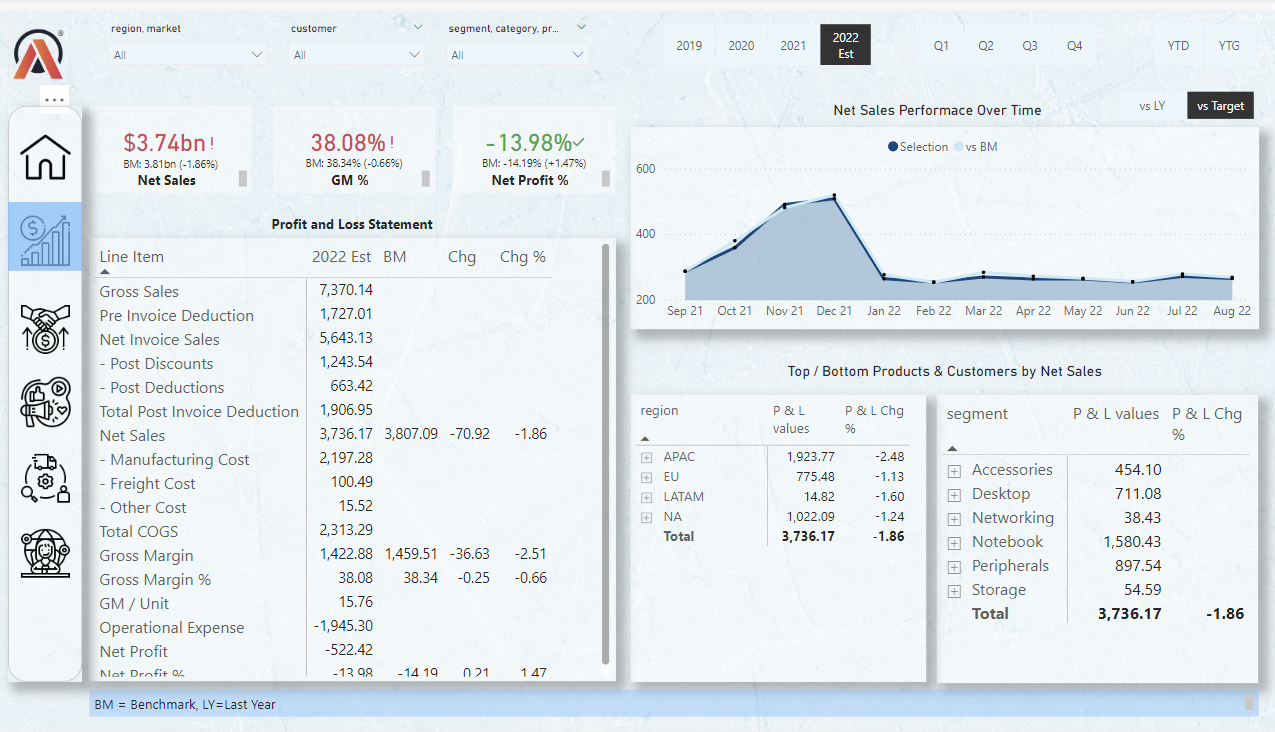 region, market
customer
segment, category, pr...
All
All
All
2019 2020 2021 2022 Est
Q1 Q2 Q3 Q4
YTD YTG
vs LY vs Target
$3.74bn!
BM: 3.81bn (-1.86%)
Net Sales
38.08%!
BM: 38.34% (-0.66%)
GM %
-13.98%✓
BM: -14.19% (+1.47%)
Net Profit %
Profit and Loss Statement
Line Item 2022 Est BM Chg Chg %
Gross Sales 7,370.14
Pre Invoice Deduction 1,727.01
Net Invoice Sales 5,643.13
- Post Discounts 1,243.54
- Post Deductions 663.42
Total Post Invoice Deduction 1,906.95
Net Sales 3,736.17 3,807.09 -70.92 -1.86
- Manufacturing Cost 2,197.28
- Freight Cost 100.49
- Other Cost 15.52
Total COGS 2,313.29
Gross Margin 1,422.88 1,459.51 -36.63 -2.51
Gross Margin % 38.08 38.34 -0.25 -0.66
GM / Unit 15.76
Operational Expense -1,945.30
Net Profit -522.42
Net Profit % -13.98 -14.19 0.21 1.47
Net Sales Performace Over Time
Selection vs BM
600
400
200
Sep 21 Oct 21 Nov 21 Dec 21 Jan 22 Feb 22 Mar 22 Apr 22 May 22 Jun 22 Jul 22 Aug 22
Top / Bottom Products & Customers by Net Sales
region P & L values P & L Chg %
APAC 1,923.77 -2.48
EU 775.48 -1.13
LATAM 14.82 -1.60
NA 1,022.09 -1.24
Total 3,736.17 -1.86
segment P & L values P & L Chg %
Accessories 454.10
Desktop 711.08
Networking 38.43
Notebook 1,580.43
Peripherals 897.54
Storage 54.59
Total 3,736.17 -1.86
BM = Benchmark, LY=Last Year